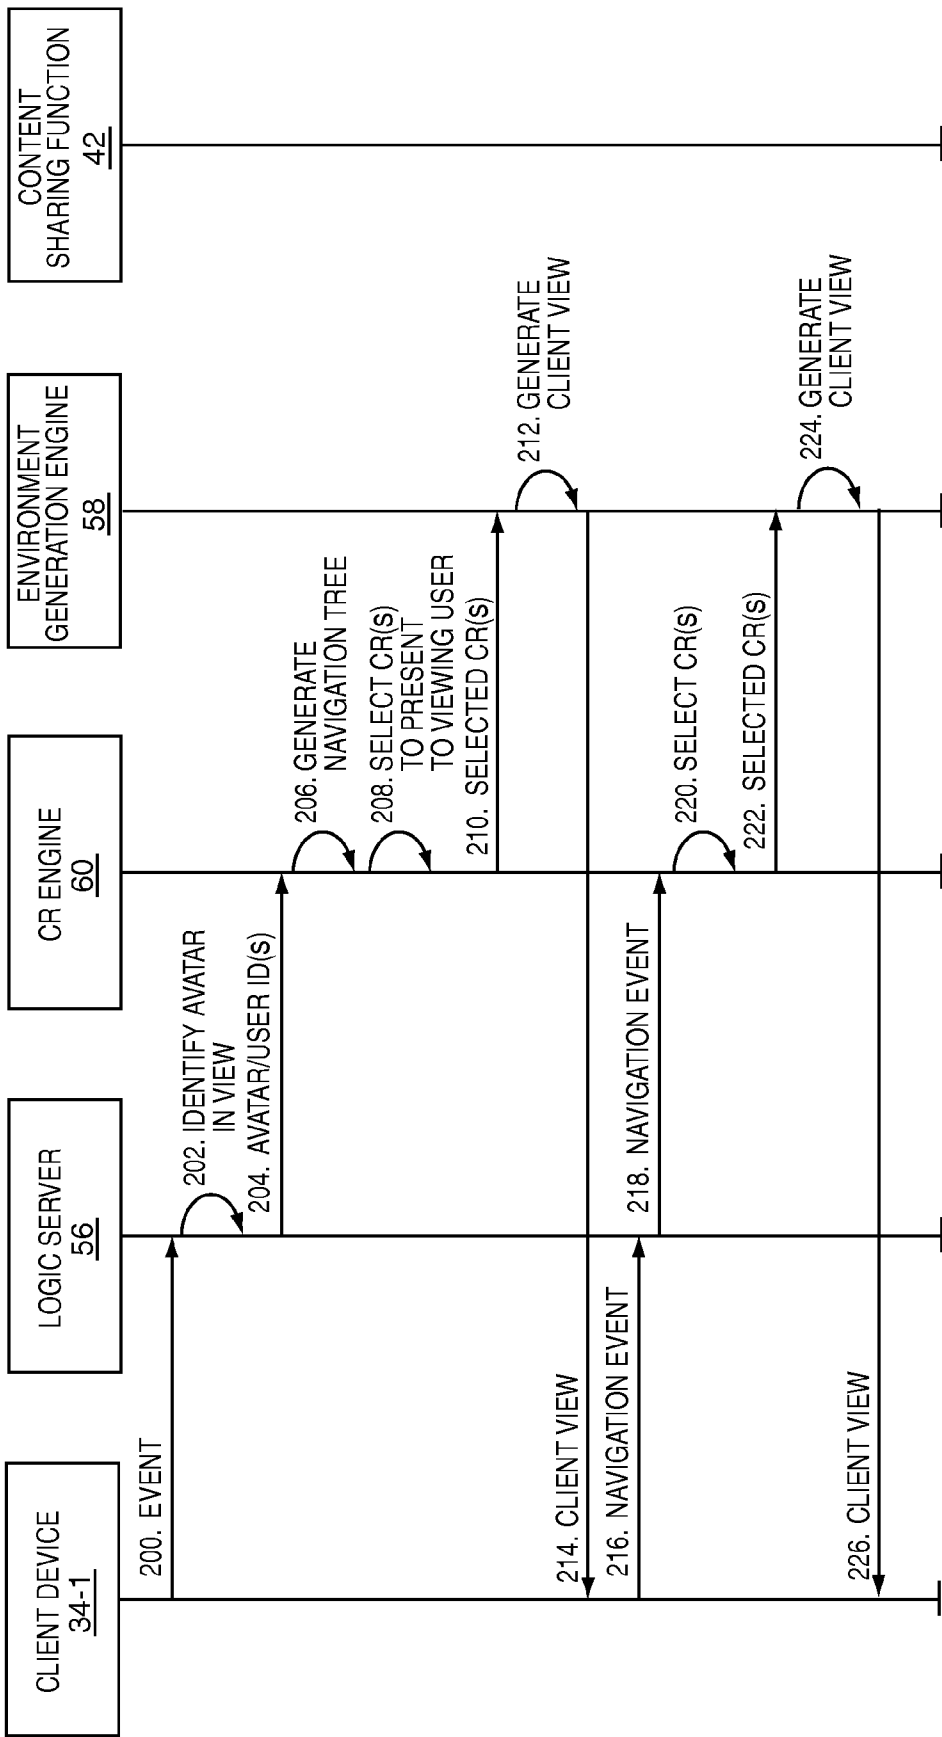 CLIENT DEVICE
34-1
LOGIC SERVER
56
CR ENGINE
60
ENVIRONMENT
GENERATION ENGINE
58
CONTENT
SHARING FUNCTION
42
200. EVENT
202. IDENTIFY AVATAR
IN VIEW
204. AVATAR/USER ID(s)
206. GENERATE
NAVIGATION TREE
208. SELECT CR(s)
TO PRESENT
TO VIEWING USER
210. SELECTED CR(s)
212. GENERATE
CLIENT VIEW
214. CLIENT VIEW
216. NAVIGATION EVENT
218. NAVIGATION EVENT
220. SELECT CR(s)
222. SELECTED CR(s)
224. GENERATE
CLIENT VIEW
226. CLIENT VIEW